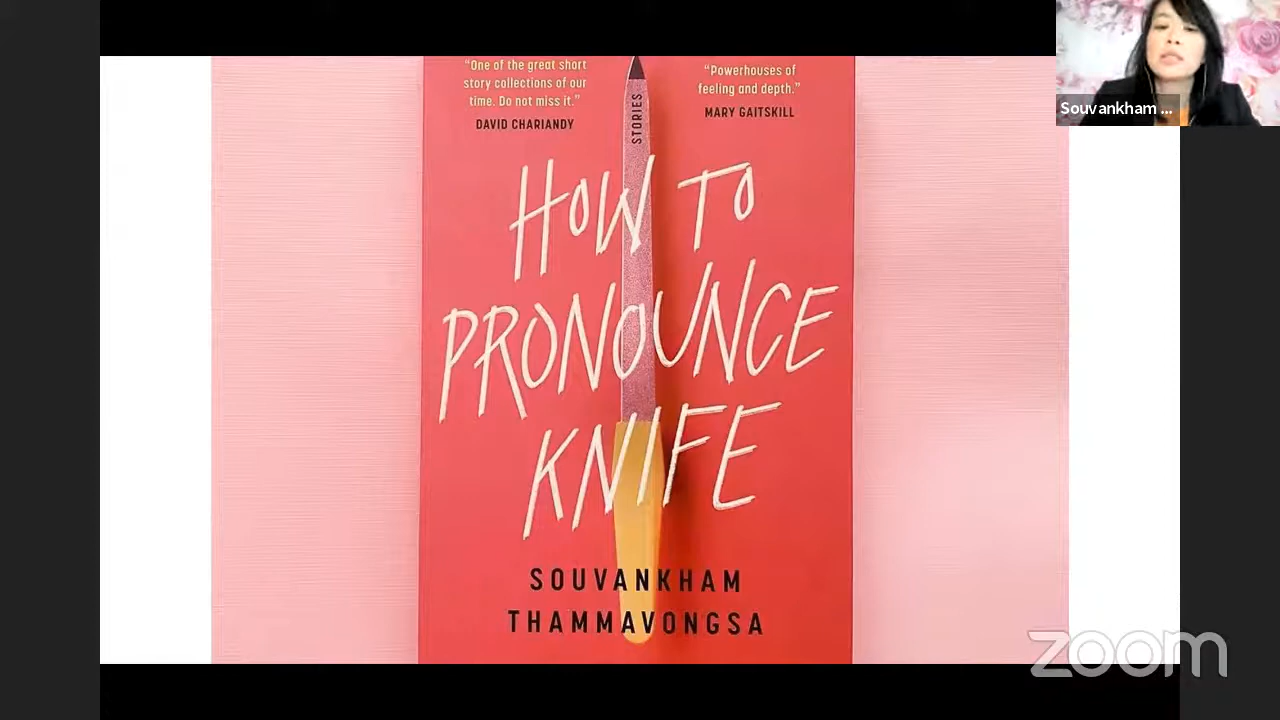 "One of the great short
story collections of our
time. Do not miss it."
DAVID CHARIANDY
"Powerhouses of
feeling and depth."
MARY GAITSKILL
STORIES
HOW TO
PRONOUNCE
KNIFE
SOUVANKHAM
THAMMAVONGSA
Souvankham ...
zoom